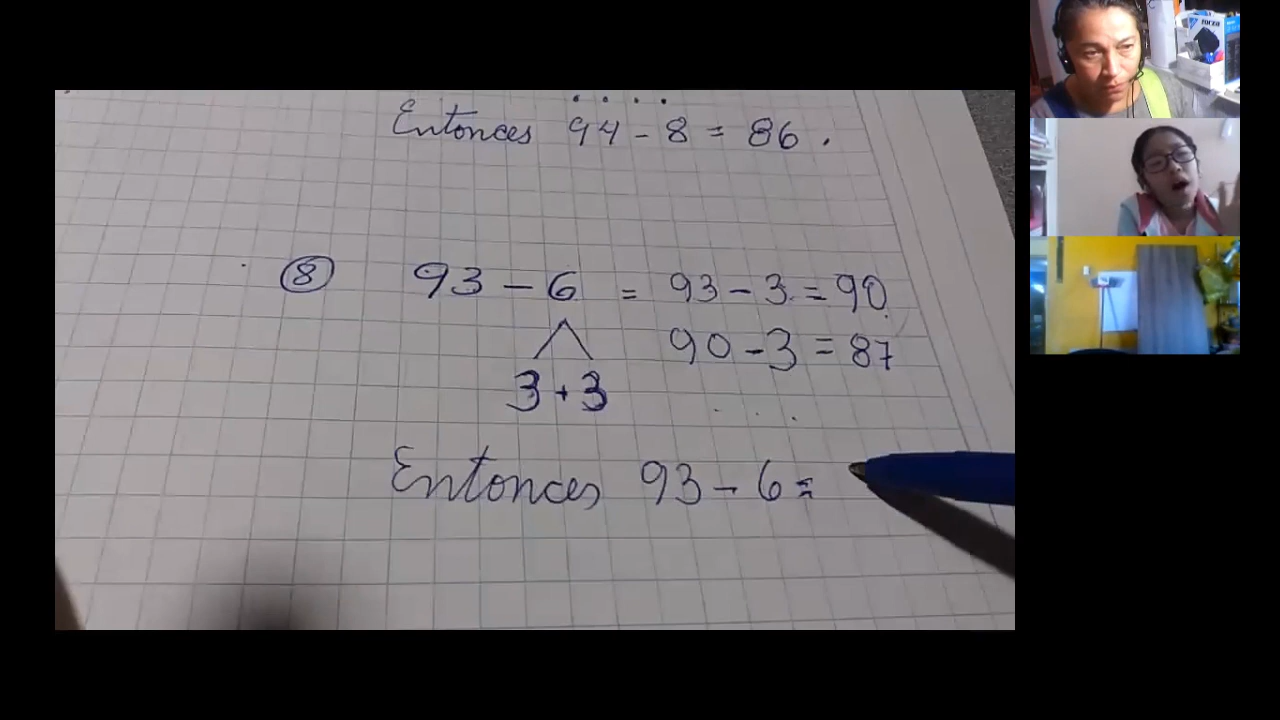 Entonces 94 - 8 = 86.
8 93 - 6 = 93 - 3 = 90
90 - 3 = 87
3 + 3
Entonces 93 - 6 =